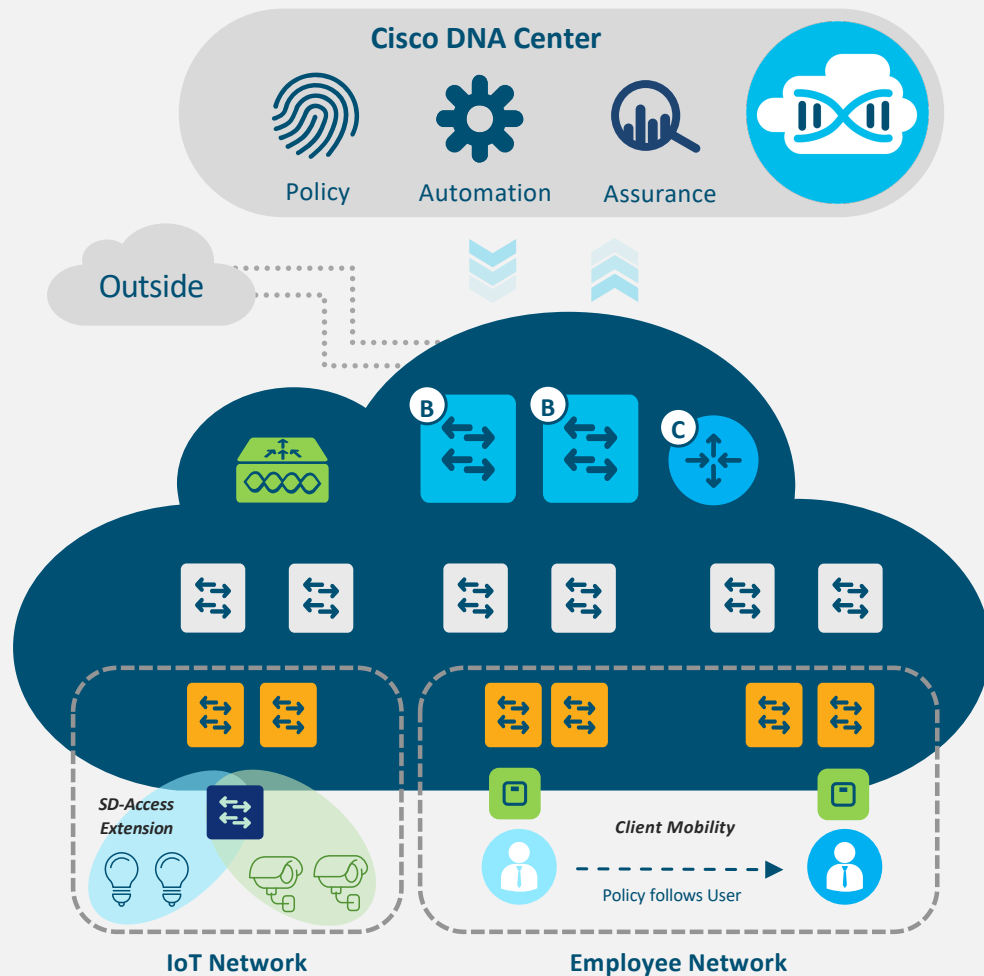 Cisco DNA Center
Policy
Automation
Assurance
Outside
B
B
C
SD-Access
Extension
Client Mobility
Policy follows User
IoT Network
Employee Network